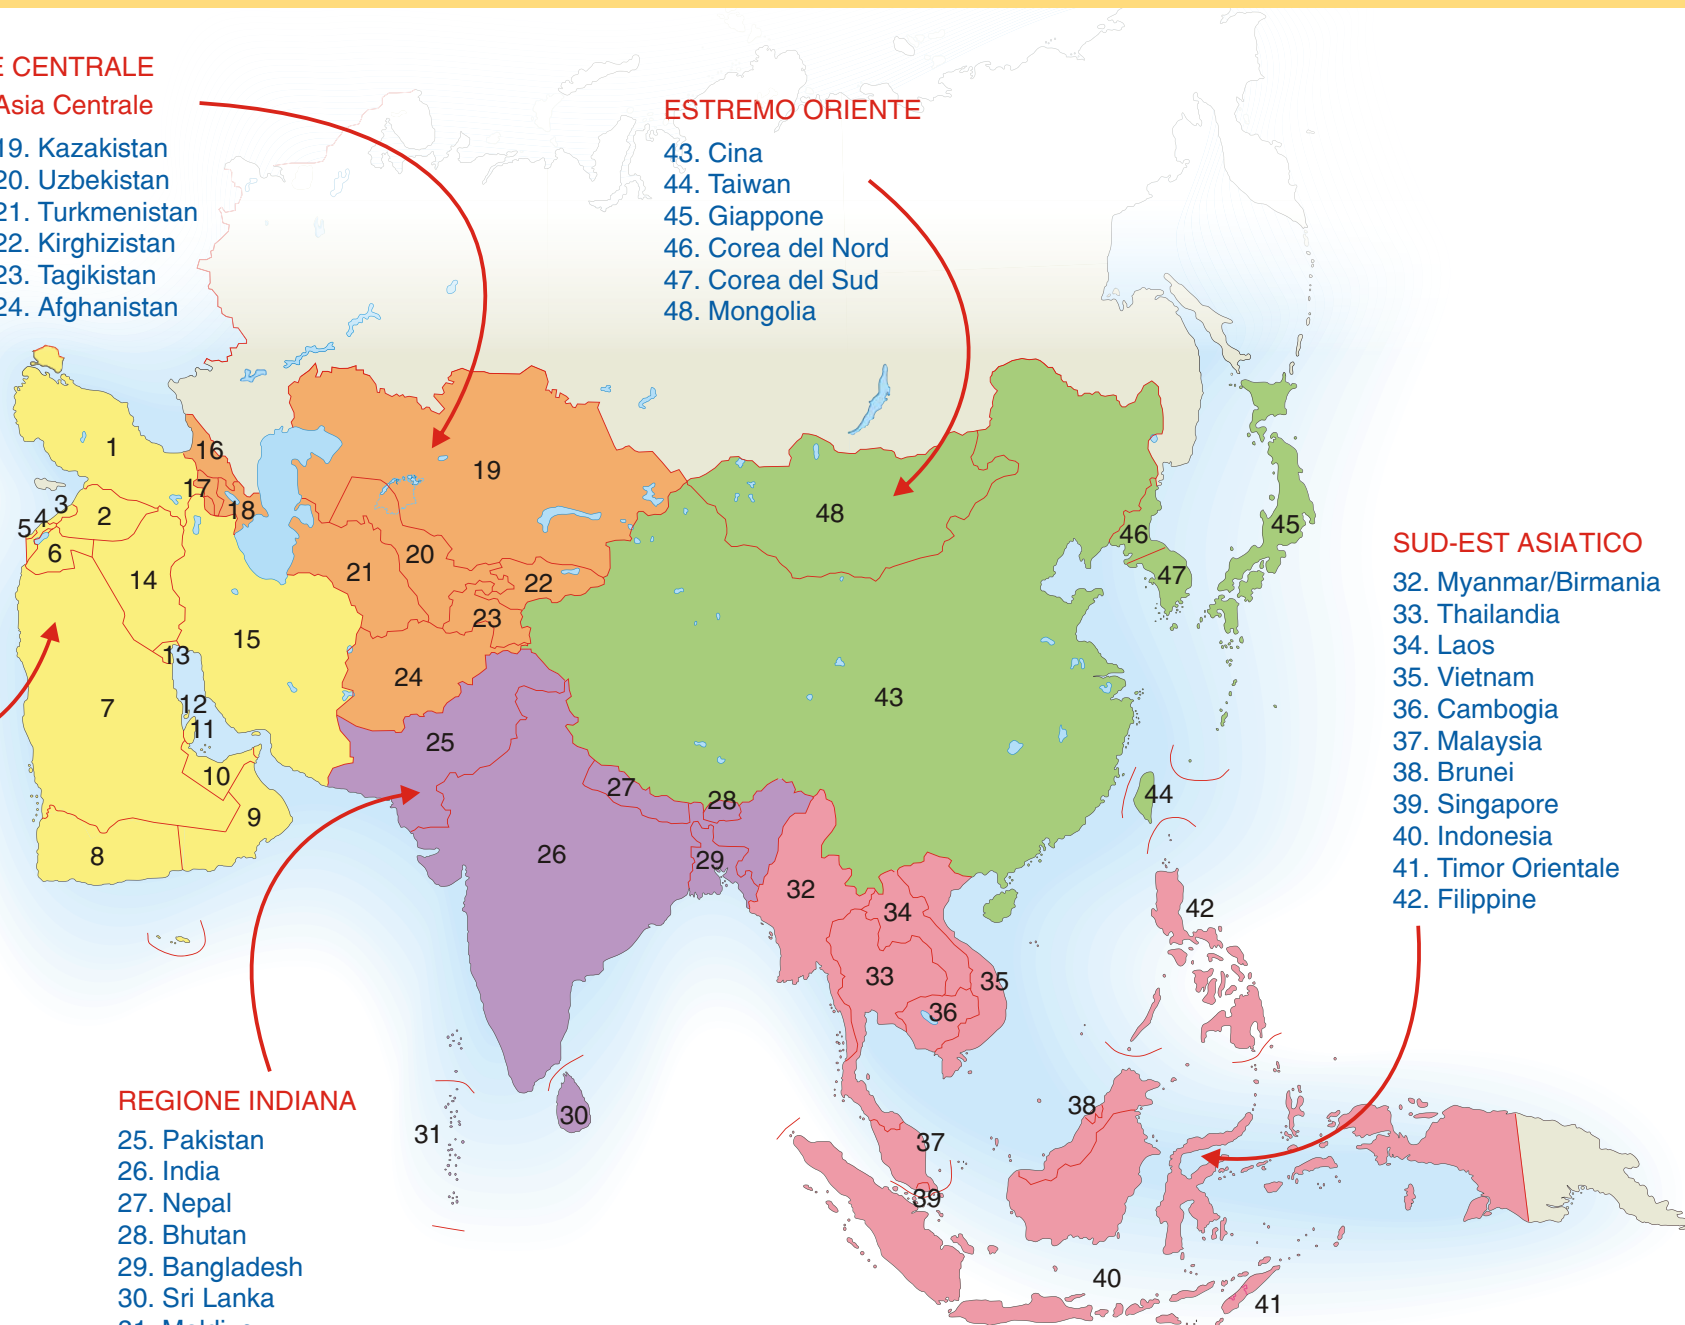 E CENTRALE
Asia Centrale
19. Kazakistan
20. Uzbekistan
21. Turkmenistan
22. Kirghizistan
23. Tagikistan
24. Afghanistan
ESTREMO ORIENTE
43. Cina
44. Taiwan
45. Giappone
46. Corea del Nord
47. Corea del Sud
48. Mongolia
SUD-EST ASIATICO
32. Myanmar/Birmania
33. Thailandia
34. Laos
35. Vietnam
36. Cambogia
37. Malaysia
38. Brunei
39. Singapore
40. Indonesia
41. Timor Orientale
42. Filippine
REGIONE INDIANA
25. Pakistan
26. India
27. Nepal
28. Bhutan
29. Bangladesh
30. Sri Lanka
31. Maldive
1
2
3
4
5
6
7
8
9
10
11
12
13
14
15
16
17
18
19
20
21
22
23
24
25
26
27
28
29
30
31
32
33
34
35
36
37
38
39
40
41
42
43
44
45
46
47
48